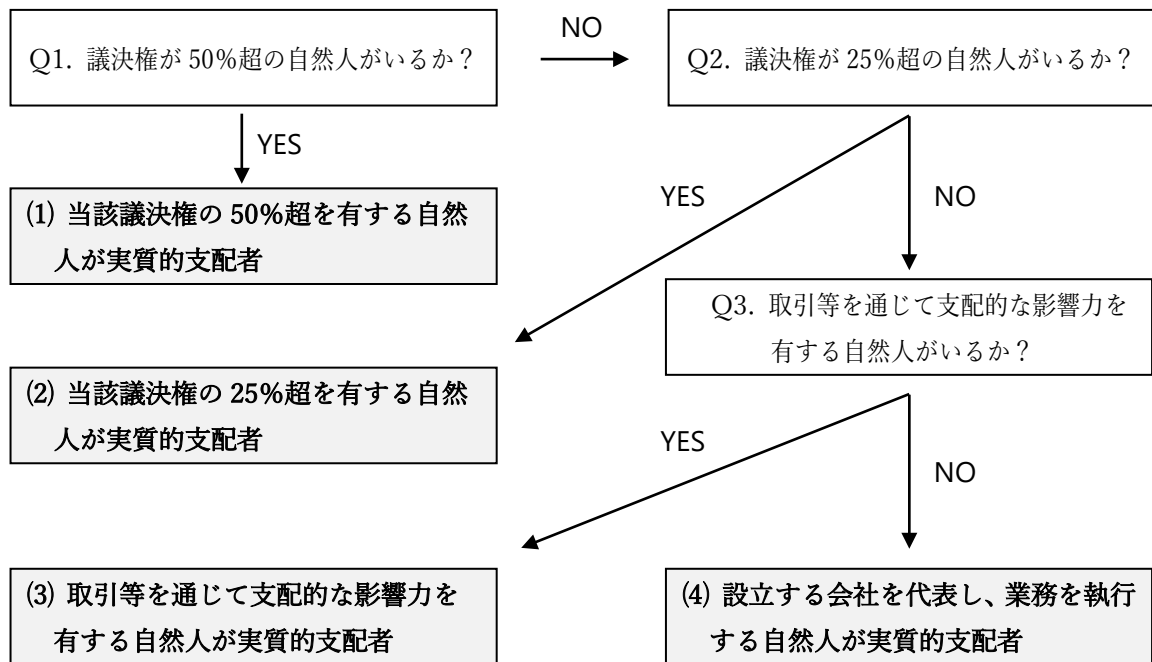 Q1. 議決権が 50%超の自然人がいるか？
NO
Q2. 議決権が 25%超の自然人がいるか？
YES
(1) 当該議決権の 50%超を有する自然
人が実質的支配者
YES
NO
Q3. 取引等を通じて支配的な影響力を
有する自然人がいるか？
(2) 当該議決権の 25%超を有する自然
人が実質的支配者
YES
NO
(3) 取引等を通じて支配的な影響力を
有する自然人が実質的支配者
(4) 設立する会社を代表し、業務を執行
する自然人が実質的支配者